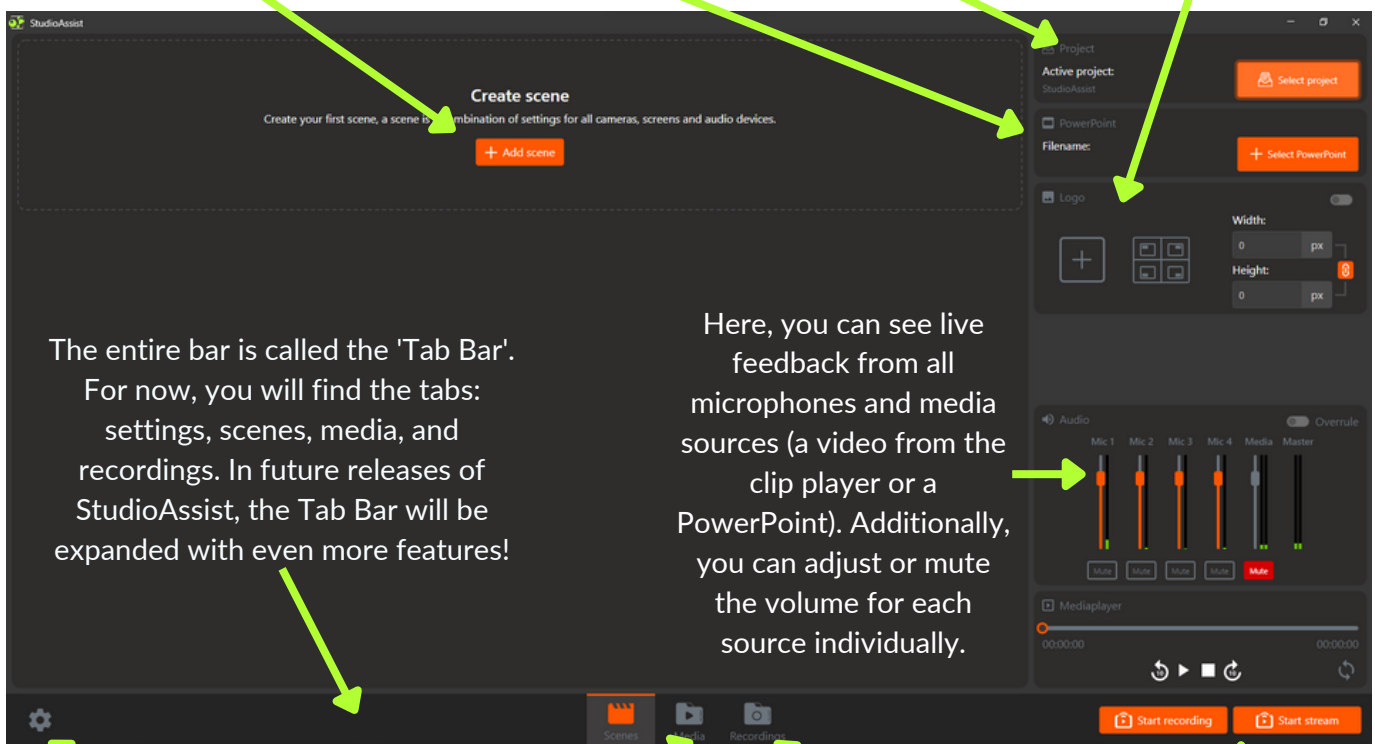 StudioAssist
Project
Active project:
StudioAssist
Select project
Create scene
Create your first scene, a scene is combination of settings for all cameras, screens and audio devices.
+ Add scene
PowerPoint
Filename:
+ Select PowerPoint
Logo
Width:
0 px
Height:
0 px
The entire bar is called the 'Tab Bar'.
For now, you will find the tabs:
settings, scenes, media, and
recordings. In future releases of
StudioAssist, the Tab Bar will be
expanded with even more features!
Here, you can see live
feedback from all
microphones and media
sources (a video from the
clip player or a
PowerPoint). Additionally,
you can adjust or mute
the volume for each
source individually.
Audio
Overrule
Mic 1 Mic 2 Mic 3 Mic 4 Media Master
Mute Mute Mute Mute Mute
Mediaplayer
00:00:00 00:00:00
10 10
Scenes Media Recordings
Start recording Start stream